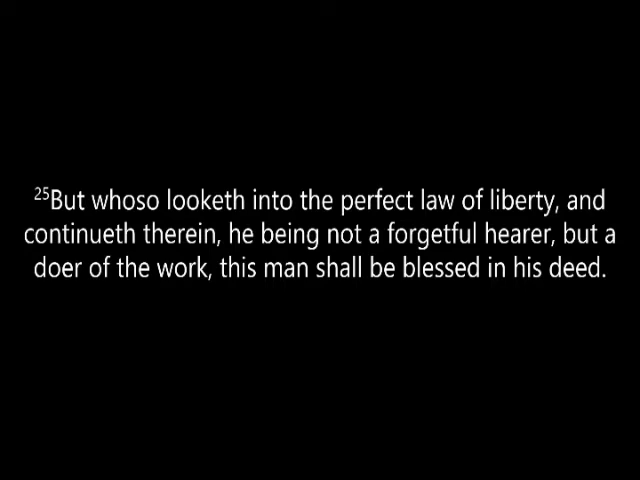 25But whoso looketh into the perfect law of liberty, and
continueth therein, he being not a forgetful hearer, but a
doer of the work, this man shall be blessed in his deed.